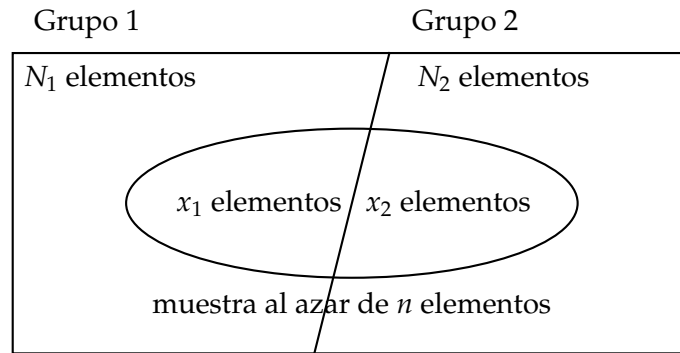 Grupo 1 Grupo 2
N₁ elementos N₂ elementos
x₁ elementos x₂ elementos
muestra al azar de n elementos